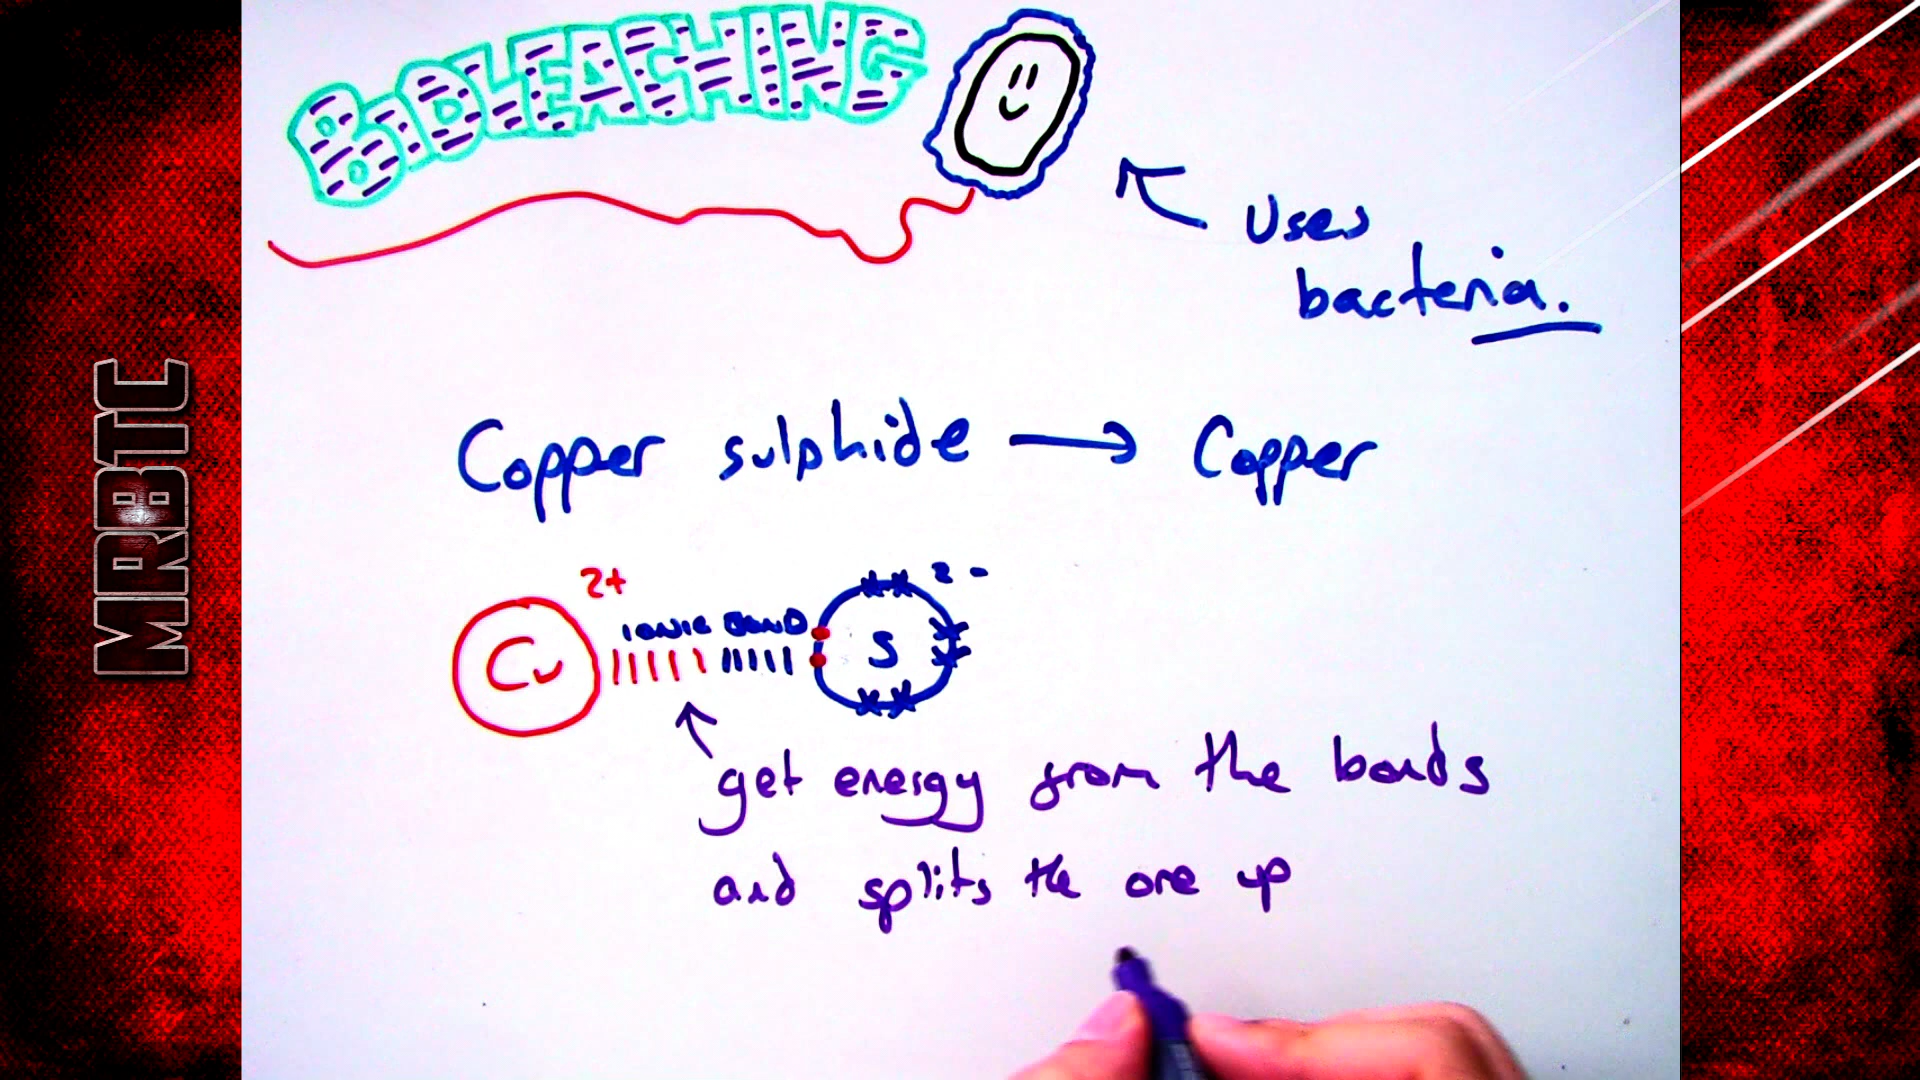 BIOLEACHING
Uses
bacteria.
Copper sulphide → Copper
2+
2-
IONIC BOND
Cu
S
get energy from the bonds
and splits the ore up
MRBTC